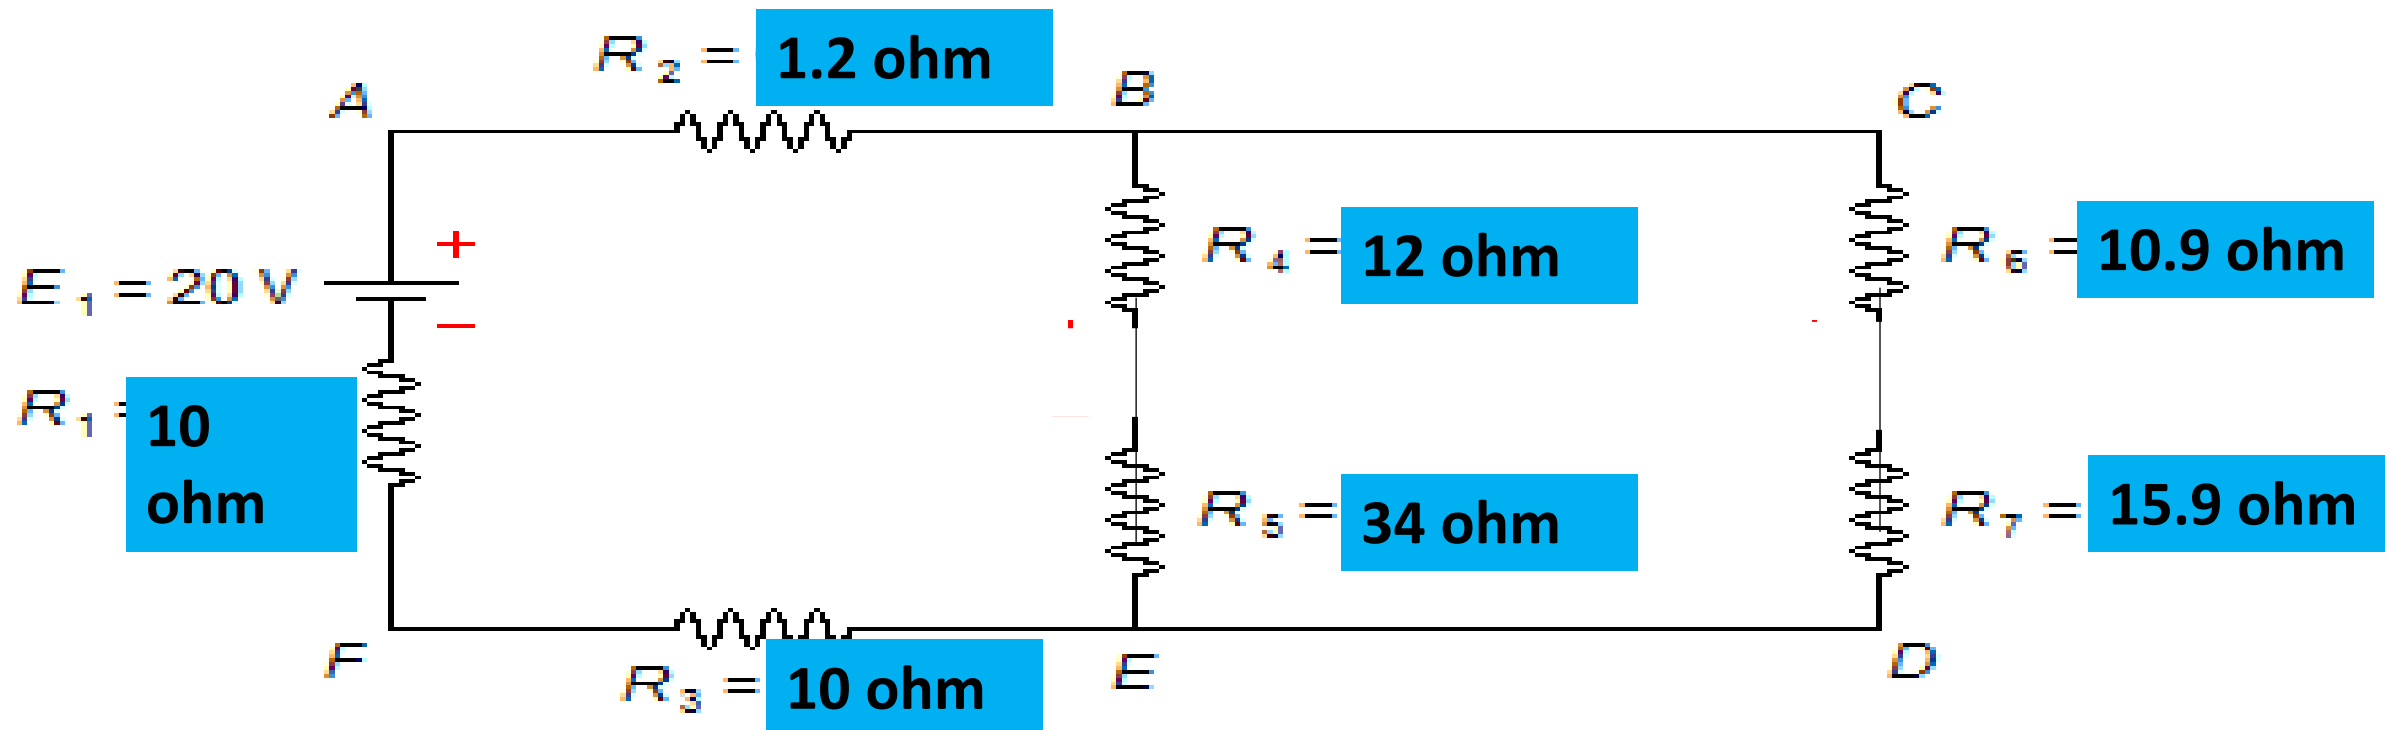 R2 = 1.2 ohm
A
B
C
+
E1 = 20 V
−
R4 = 12 ohm
R6 = 10.9 ohm
R1 = 10
ohm
R5 = 34 ohm
R7 = 15.9 ohm
F
R3 = 10 ohm
E
D